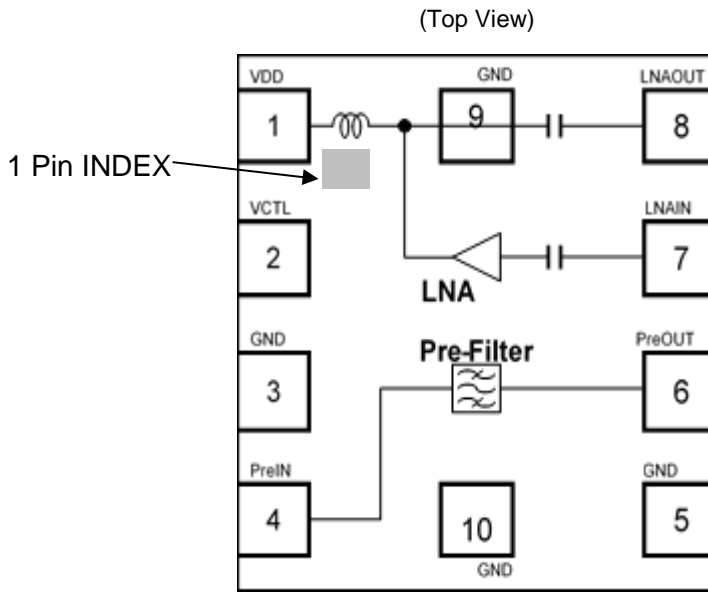 (Top View)
VDD
GND
LNAOUT
1
9
8
1 Pin INDEX
VCTL
LNAIN
2
7
LNA
GND
Pre-Filter
PreOUT
3
6
PreIN
GND
4
10
5
GND